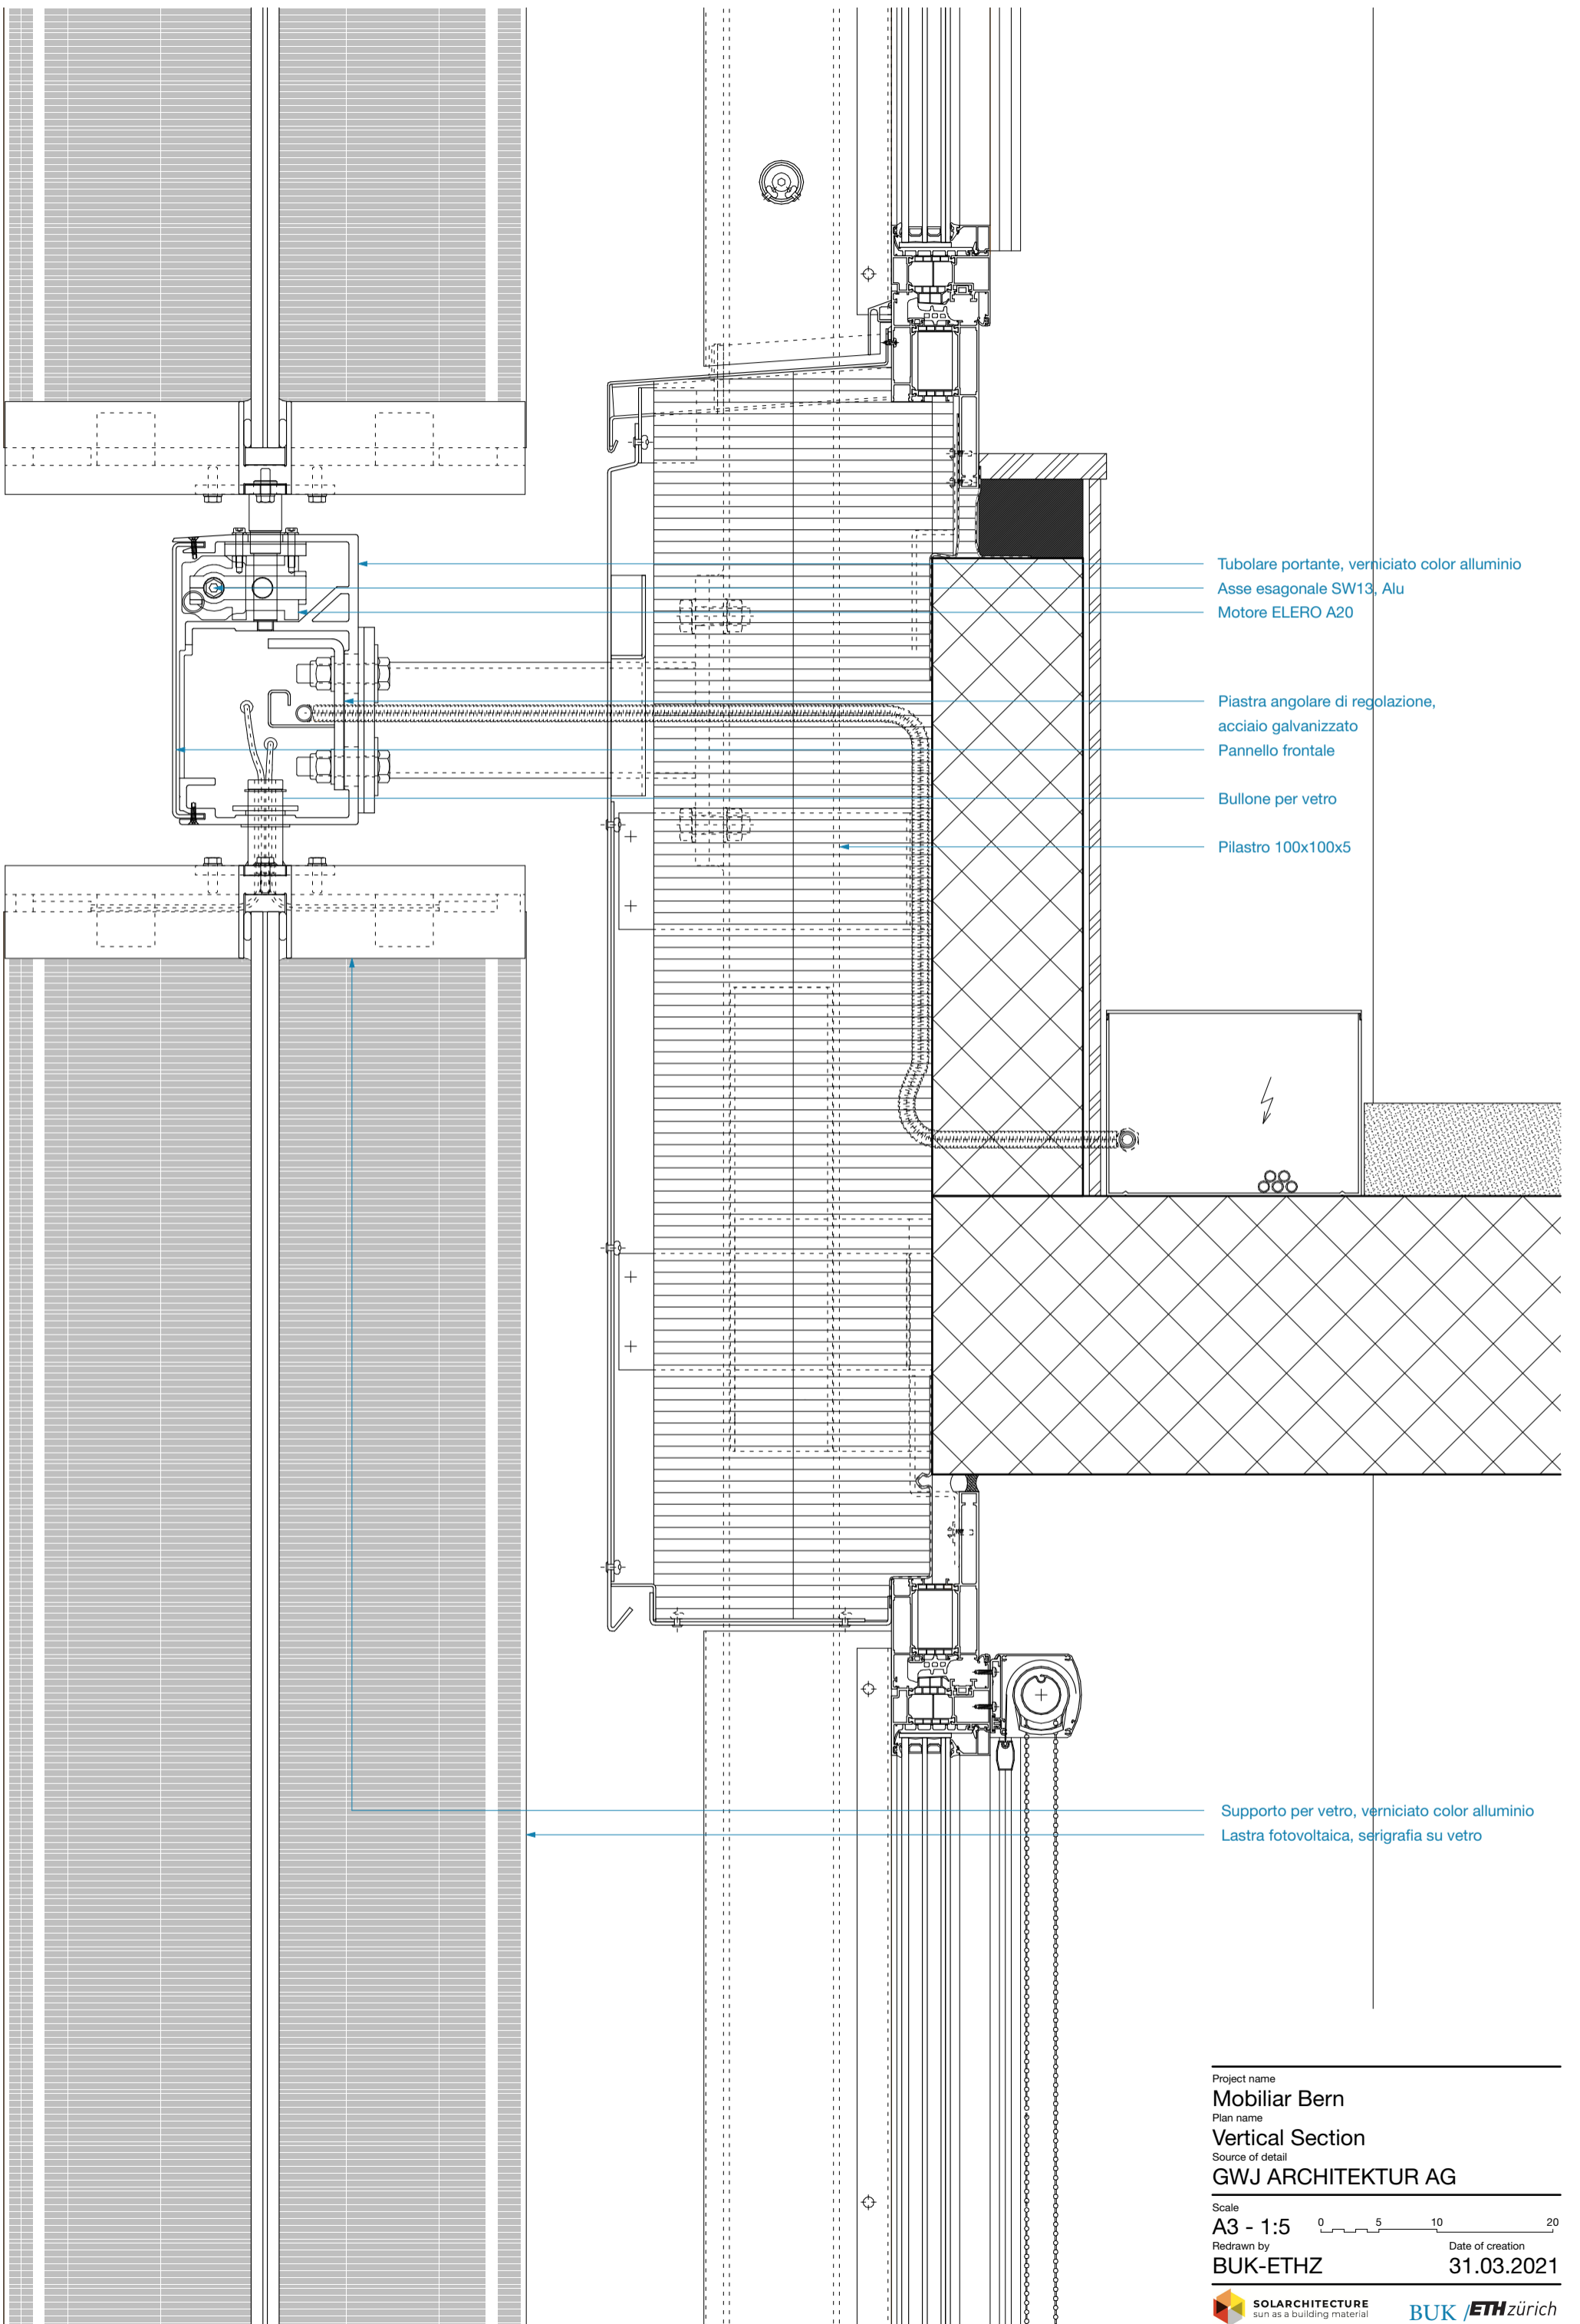 Tubolare portante, verniciato color alluminio
Asse esagonale SW13, Alu
Motore ELERO A20
Piastra angolare di regolazione,
acciaio galvanizzato
Pannello frontale
Bullone per vetro
Pilastro 100x100x5
Supporto per vetro, verniciato color alluminio
Lastra fotovoltaica, serigrafia su vetro
Project name
Mobiliar Bern
Plan name
Vertical Section
Source of detail
GWJ ARCHITEKTUR AG
Scale
A3 - 1:5 0 5 10 20
Redrawn by Date of creation
BUK-ETHZ 31.03.2021
SOLARCHITECTURE
sun as a building material
BUK / ETH zürich